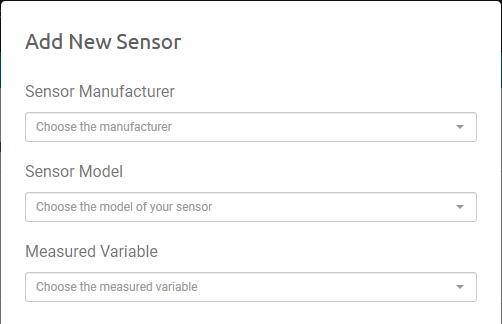 Add New Sensor
Sensor Manufacturer
Choose the manufacturer
Sensor Model
Choose the model of your sensor
Measured Variable
Choose the measured variable